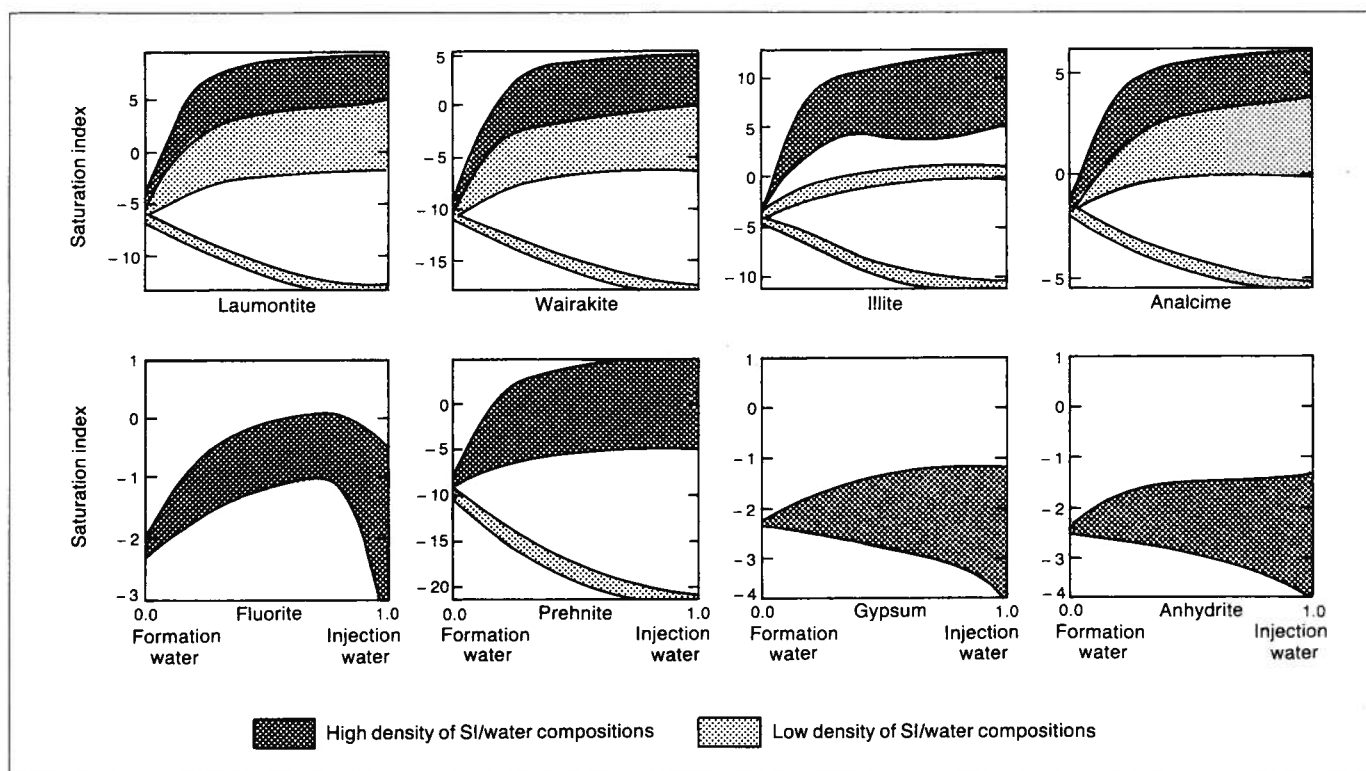 Saturation index
5
0
– 5
– 10
Laumontite
5
0
– 5
– 10
– 15
Wairakite
10
5
0
– 5
– 10
Illite
5
0
– 5
Analcime
Saturation index
1
0
– 1
– 2
– 3
0.0 Fluorite 1.0
Formation water
Injection water
0
– 5
– 10
– 15
– 20
0.0 Prehnite 1.0
Formation water
Injection water
1
0
– 1
– 2
– 3
– 4
0.0 Gypsum 1.0
Formation water
Injection water
1
0
– 1
– 2
– 3
– 4
0.0 Anhydrite 1.0
Formation water
Injection water
High density of SI/water compositions
Low density of SI/water compositions